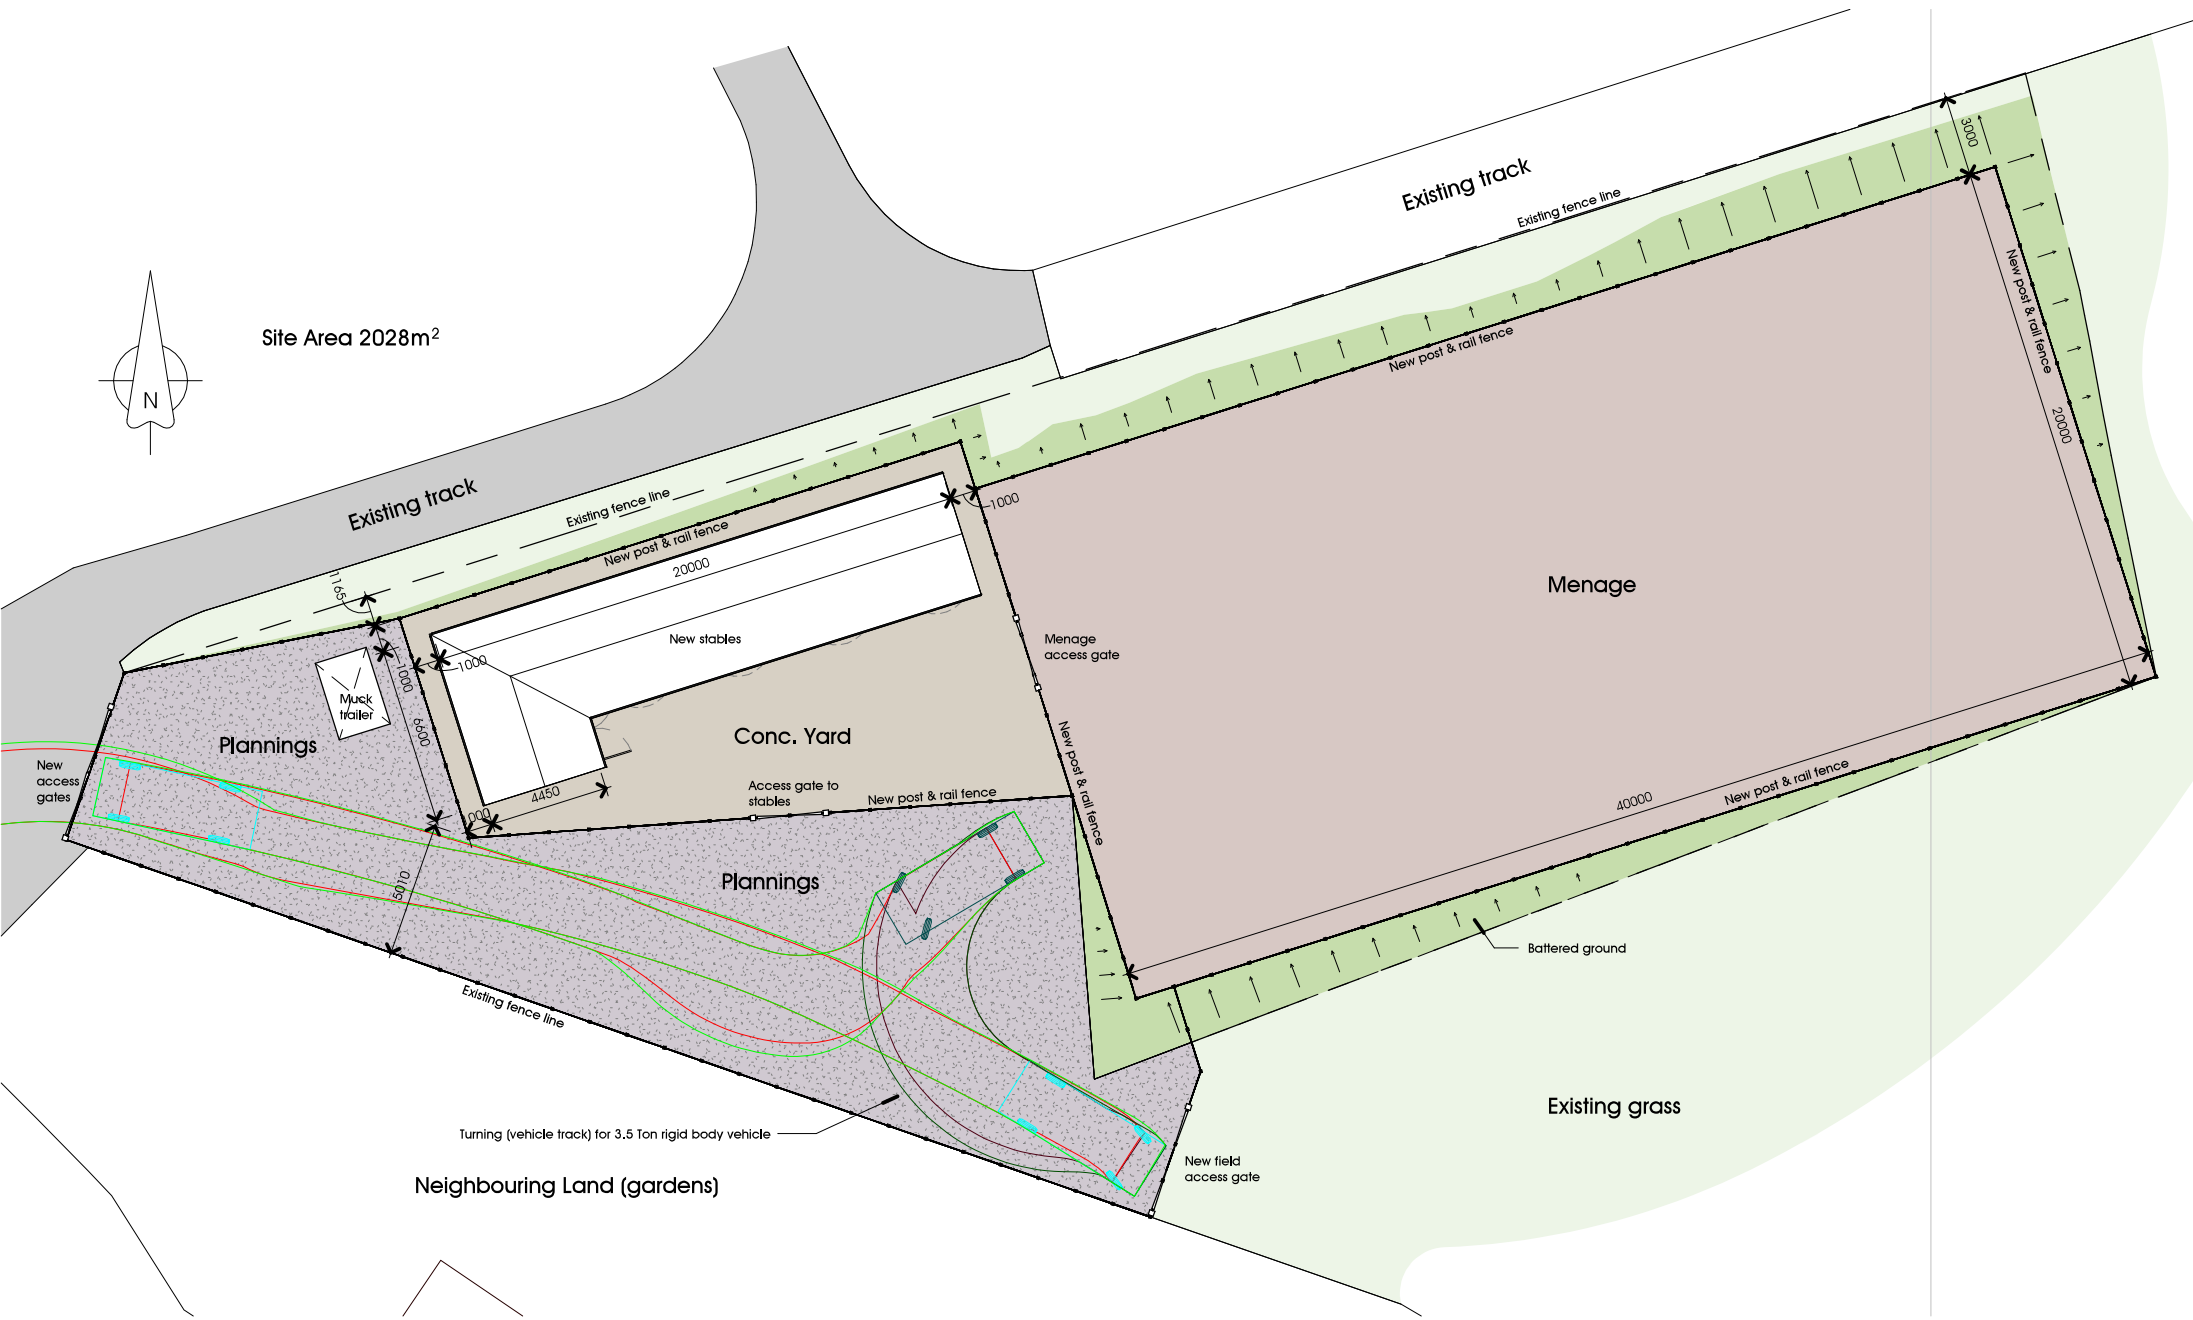 Existing track
3000
Existing fence line
Site Area 2028m²
N
New post & rail fence
New post & rail fence
20000
Existing track
Existing fence line
New post & rail fence
1000
20000
1165
New stables
Menage
Menage
access gate
1000
1000
6600
Muck
trailer
Plannings
Conc. Yard
New post & rail fence
New
access
gates
Access gate to
stables
New post & rail fence
4450
1000
40000
New post & rail fence
Plannings
5010
Battered ground
Existing fence line
Existing grass
Turning (vehicle track) for 3.5 Ton rigid body vehicle
New field
access gate
Neighbouring Land (gardens)